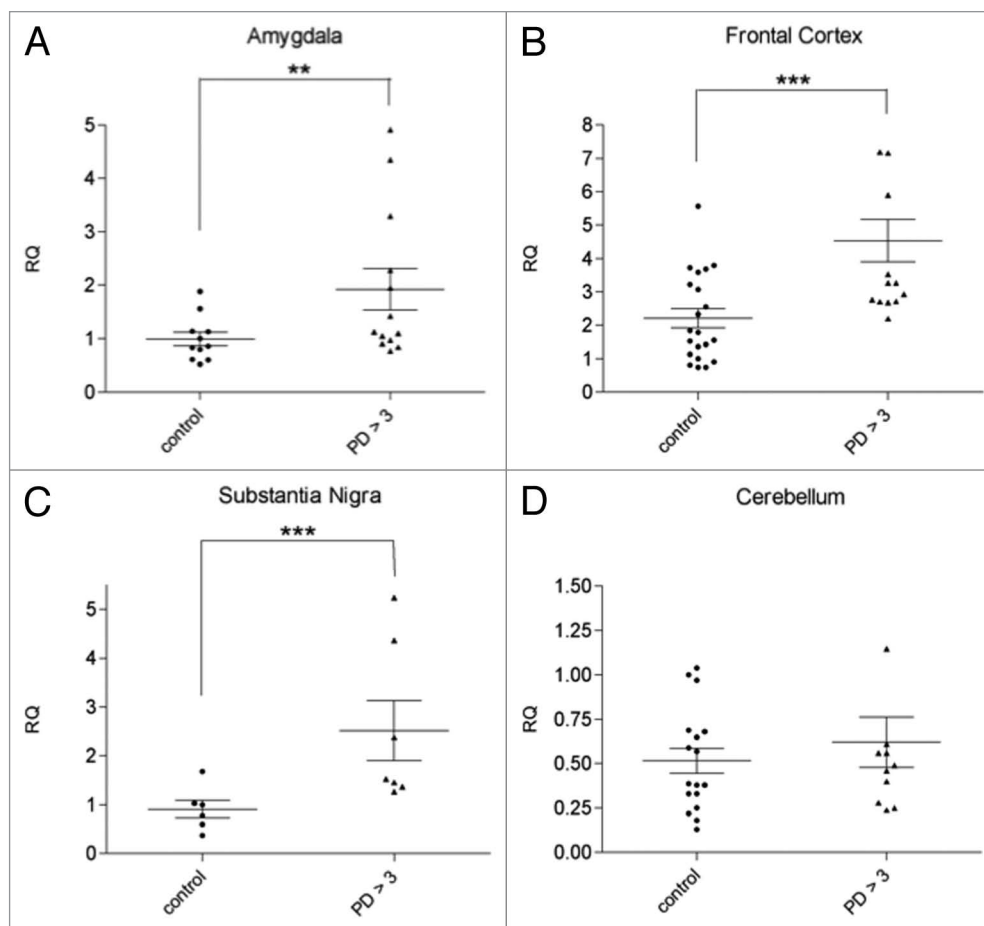 A
Amygdala
**
RQ
5
4
3
2
1
0
control
PD > 3
B
Frontal Cortex
***
RQ
8
7
6
5
4
3
2
1
0
control
PD > 3
C
Substantia Nigra
***
RQ
5
4
3
2
1
0
control
PD > 3
D
Cerebellum
RQ
1.50
1.25
1.00
0.75
0.50
0.25
0.00
control
PD > 3